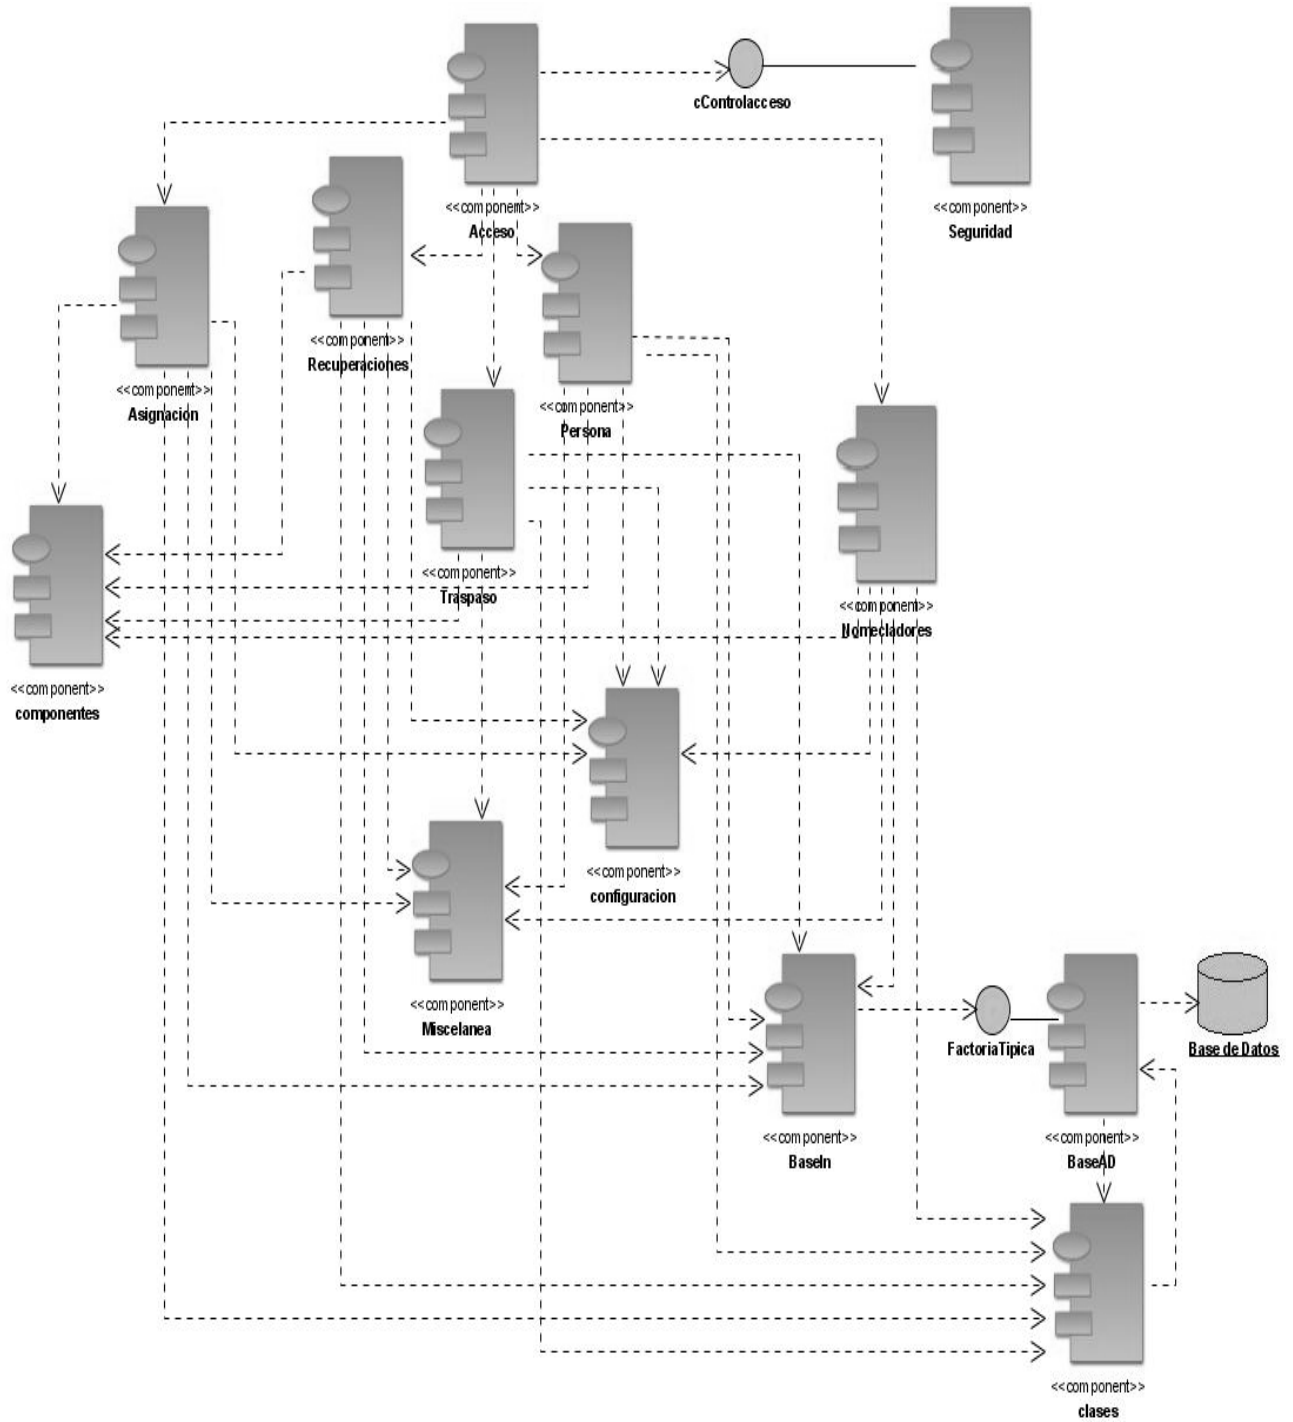 cControlacceso
<<component>>
Acceso
<<component>>
Seguridad
<<component>>
Recuperaciones
<<component>>
Asignación
<<component>>
Persona
<<component>>
Traspaso
<<component>>
Nomecladores
<<component>>
componentes
<<component>>
configuracion
<<component>>
Miscelanea
FactoriaTipica
Base de Datos
<<component>>
BaseIn
<<component>>
BaseAD
<<component>>
clases